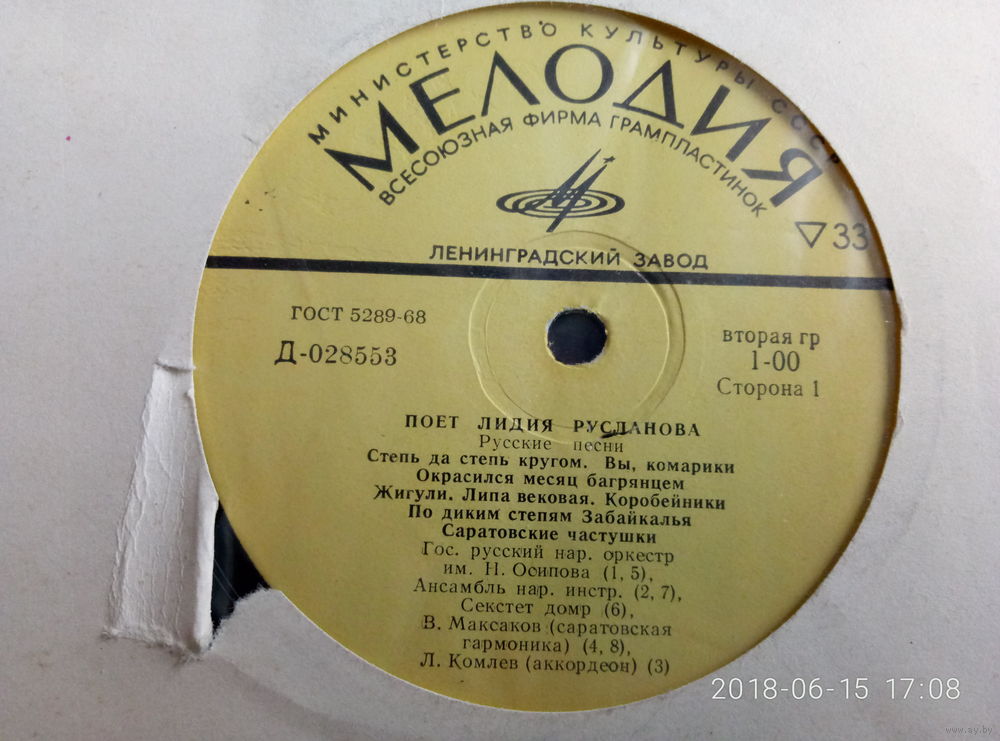 МИНИСТЕРСТВО КУЛЬТУРЫ СССР
МЕЛОДИЯ
ВСЕСОЮЗНАЯ ФИРМА ГРАМПЛАСТИНОК
▽33
ЛЕНИНГРАДСКИЙ ЗАВОД
ГОСТ 5289-68
Д-028553
вторая гр
1-00
Сторона 1
ПОЕТ ЛИДИЯ РУСЛАНОВА
Русские песни
Степь да степь кругом. Вы, комарики
Окрасился месяц багрянцем
Жигули. Липа вековая. Коробейники
По диким степям Забайкалья
Саратовские частушки
Гос. русский нар. оркестр
им. Н. Осипова (1, 5),
Ансамбль нар. инстр. (2, 7),
Секстет домр (6),
В. Максаков (саратовская
гармоника) (4, 8),
Л. Комлев (аккордеон) (3)
2018-06-15 17:08
www.ay.by